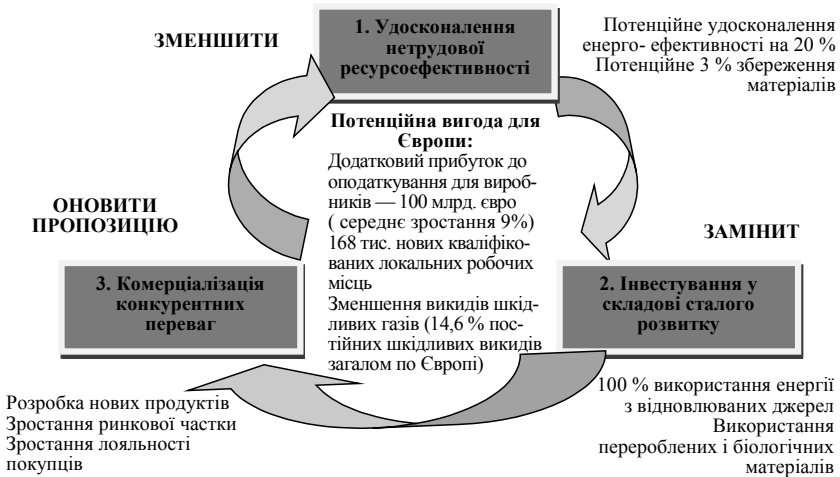 ЗМЕНШИТИ
1. Удосконалення
нетрудової
ресурсоефективності
Потенційне удосконалення
енерго- ефективності на 20 %
Потенційне 3 % збереження
матеріалів
Потенційна вигода для
Європи:
Додатковий прибуток до
оподаткування для вироб-
ників — 100 млрд. євро
( середнє зростання 9%)
168 тис. нових кваліфіко-
ваних локальних робочих
місць
Зменшення викидів шкід-
ливих газів (14,6 % пос-
тійних шкідливих викидів
загалом по Європі)
ОНОВИТИ
ПРОПОЗИЦІЮ
ЗАМІНИТ
3. Комерціалізація
конкурентних
переваг
2. Інвестування у
складові сталого
розвитку
Розробка нових продуктів
Зростання ринкової частки
Зростання лояльності
покупців
100 % використання енергії
з відновлюваних джерел
Використання
перероблених і біологічних
матеріалів